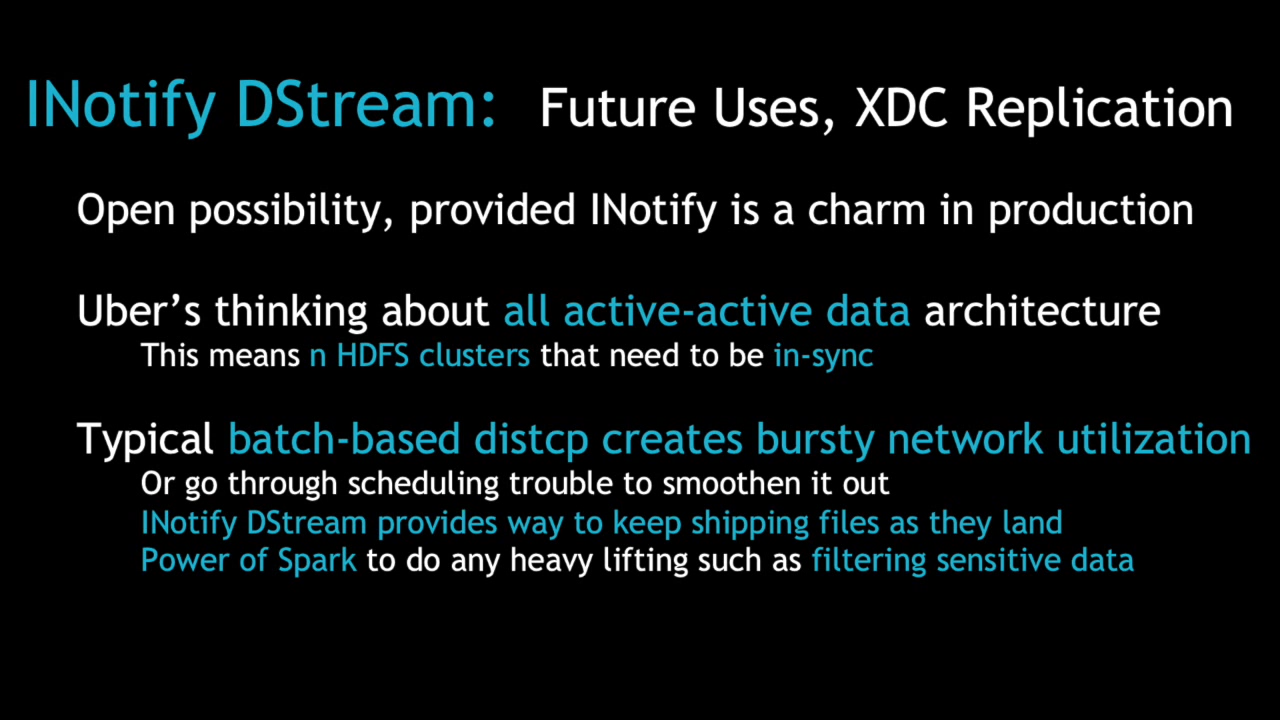 INotify DStream: Future Uses, XDC Replication
Open possibility, provided INotify is a charm in production
Uber’s thinking about all active-active data architecture
This means n HDFS clusters that need to be in-sync
Typical batch-based distcp creates bursty network utilization
Or go through scheduling trouble to smoothen it out
INotify DStream provides way to keep shipping files as they land
Power of Spark to do any heavy lifting such as filtering sensitive data